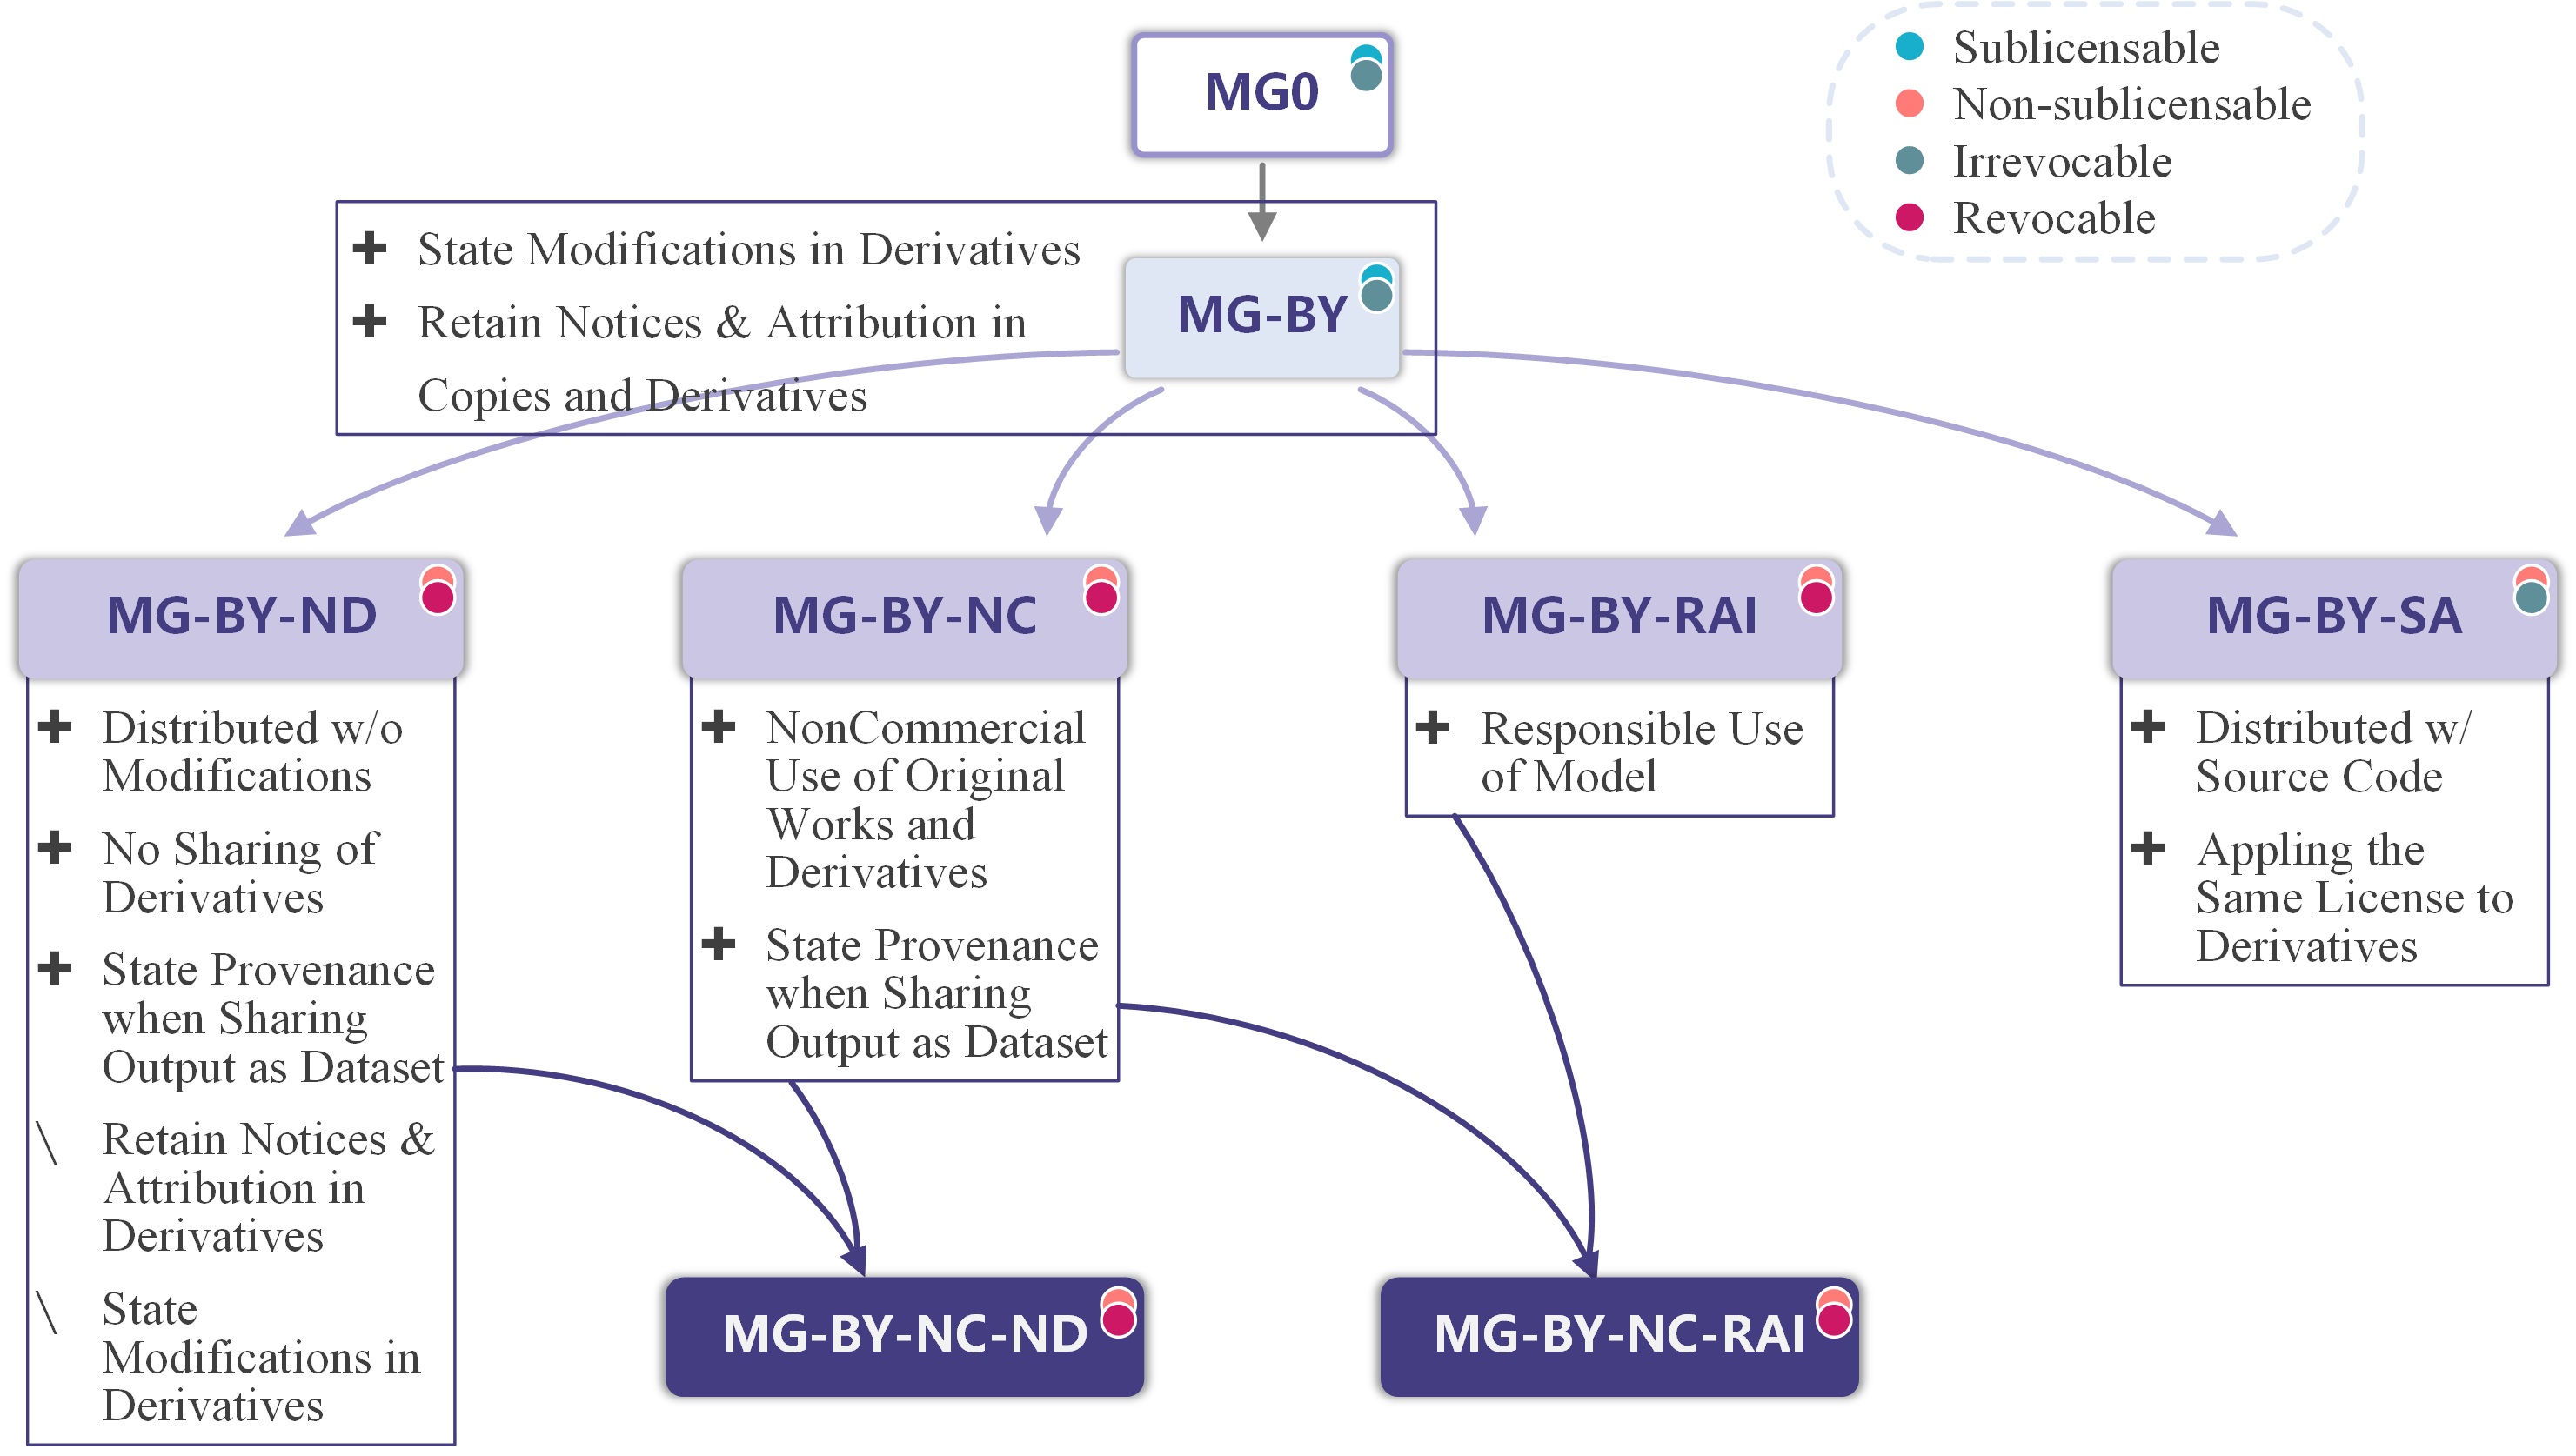 MG0
Sublicensable
Non-sublicensable
Irrevocable
Revocable
+ State Modifications in Derivatives
+ Retain Notices & Attribution in
Copies and Derivatives
MG-BY
MG-BY-ND
+ Distributed w/o
Modifications
+ No Sharing of
Derivatives
+ State Provenance
when Sharing
Output as Dataset
\ Retain Notices &
Attribution in
Derivatives
\ State
Modifications in
Derivatives
MG-BY-NC
+ NonCommercial
Use of Original
Works and
Derivatives
+ State Provenance
when Sharing
Output as Dataset
MG-BY-RAI
+ Responsible Use
of Model
MG-BY-SA
+ Distributed w/
Source Code
+ Appling the
Same License to
Derivatives
MG-BY-NC-ND
MG-BY-NC-RAI